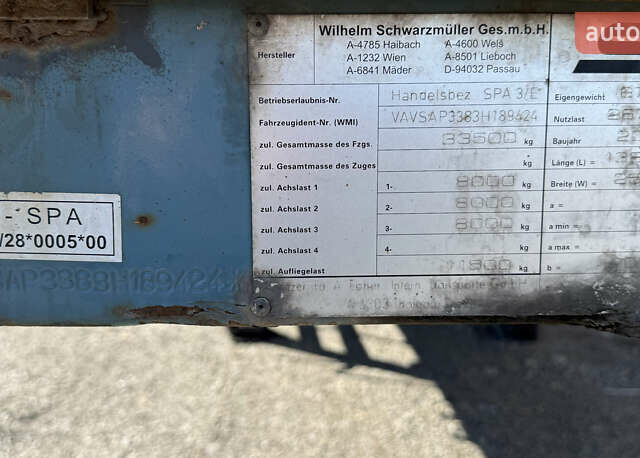 auto
Hersteller
Wilhelm Schwarzmüller Ges.m.b.H.
A-4785 Haibach A-4600 Wels
A-1232 Wien A-8501 Lieboch
A-6841 Mäder D-94032 Passau
Betriebserlaubnis-Nr. Handelsbez SPA 3/E Eigengewicht
Fahrzeugident-Nr. (WMI) VAVSAP3383H189424 Nutzlast
zul. Gesamtmasse des Fzgs. 33500 kg Baujahr
zul. Gesamtmasse des Zuges kg Länge (L) =
zul. Achslast 1 1- 8000 kg Breite (W) =
zul. Achslast 2 2- 8000 kg a =
zul. Achslast 3 3- 8000 kg a min =
zul. Achslast 4 4- kg a max =
zul. Aufliegelast kg b =
- SPA
/28*0005*00
SAP3383H189424